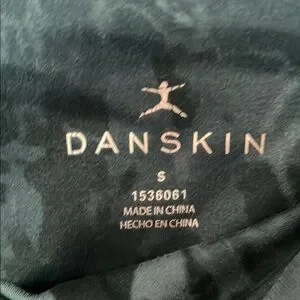 DANSKIN
S
1536061
MADE IN CHINA
HECHO EN CHINA